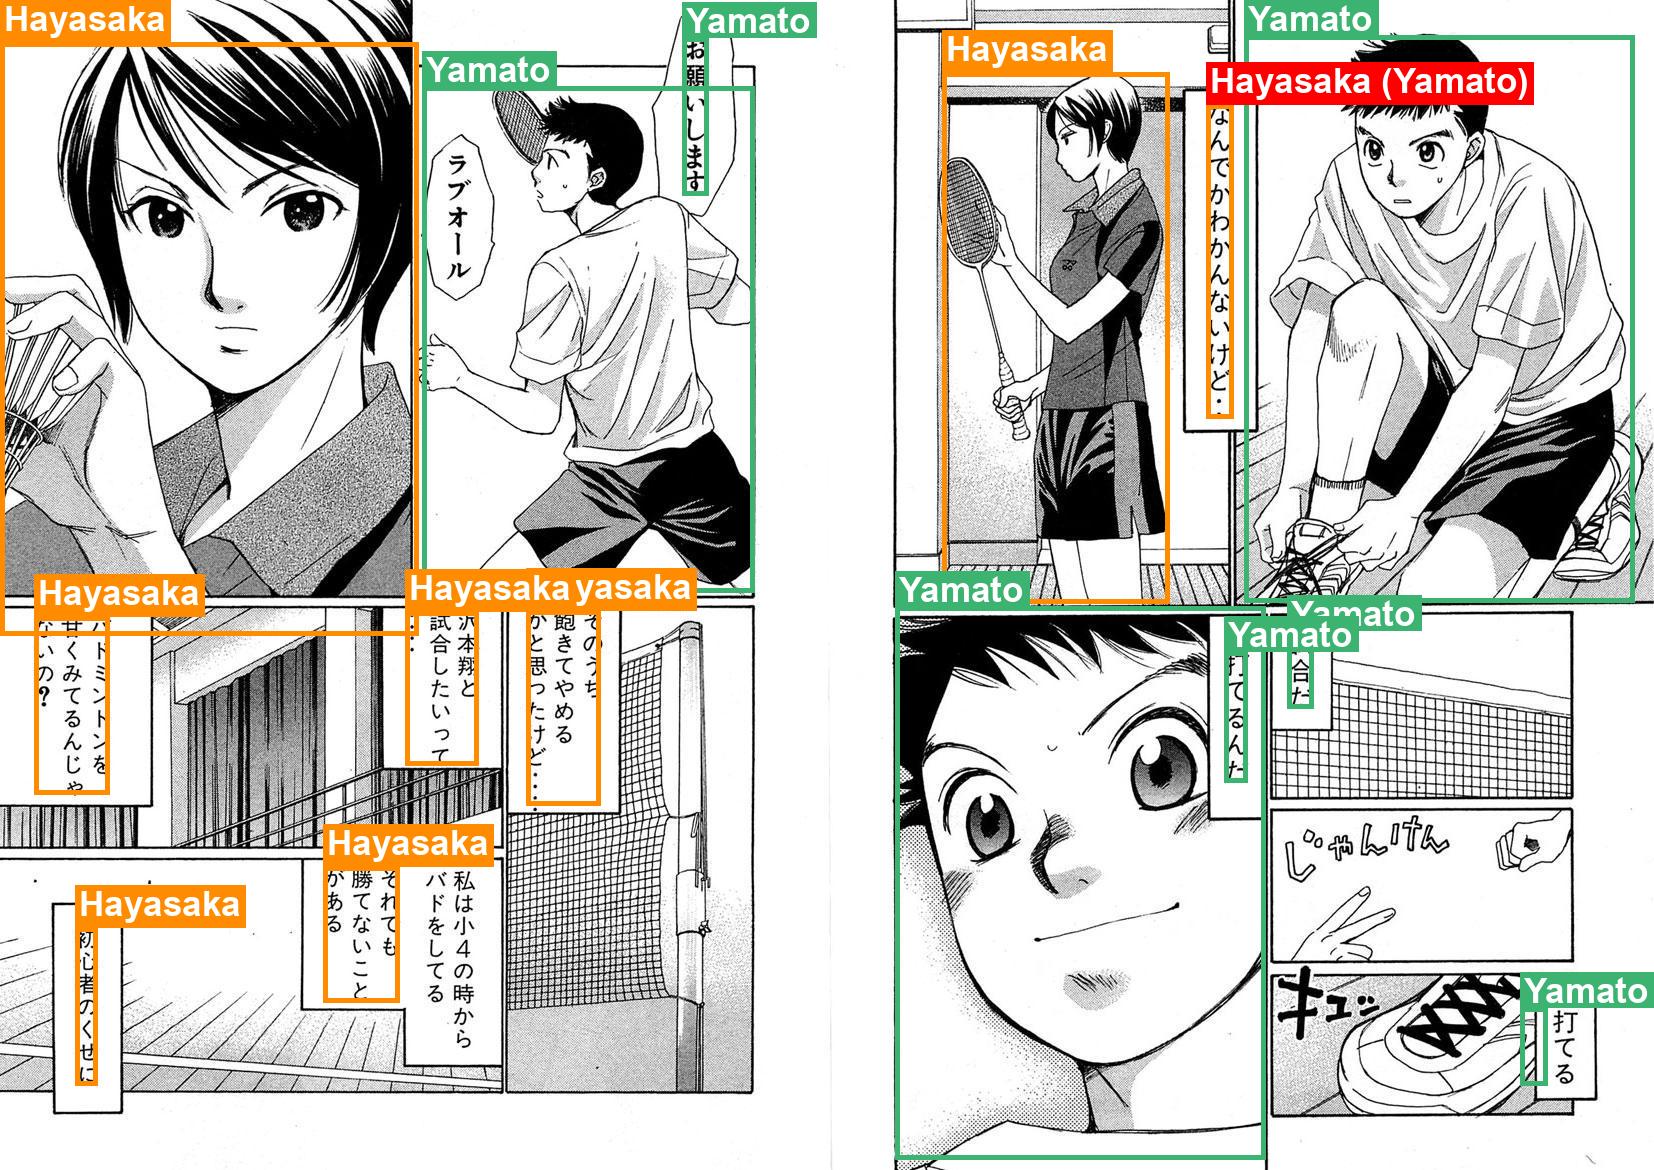 Yamato
Hayasaka (Yamato)
なんでかわかんないけど‥
Hayasaka
Yamato
合だ
じゃんけん
キュッ
Yamato
打てる
Yamato
打てるんだ
Yamato
Yamato
お願いします
Yamato
ラブオール
Hayasaka
yasaka
そのうち
飽きてやめる
かと思ったけど‥‥
Hayasaka
沢本翔と
試合したいって
‥‥
Hayasaka
バドミントンを
甘くみてるんじゃ
ないの?
私は小4の時から
バドをしてる
Hayasaka
それでも
勝てないこと
がある
Hayasaka
初心者のくせに